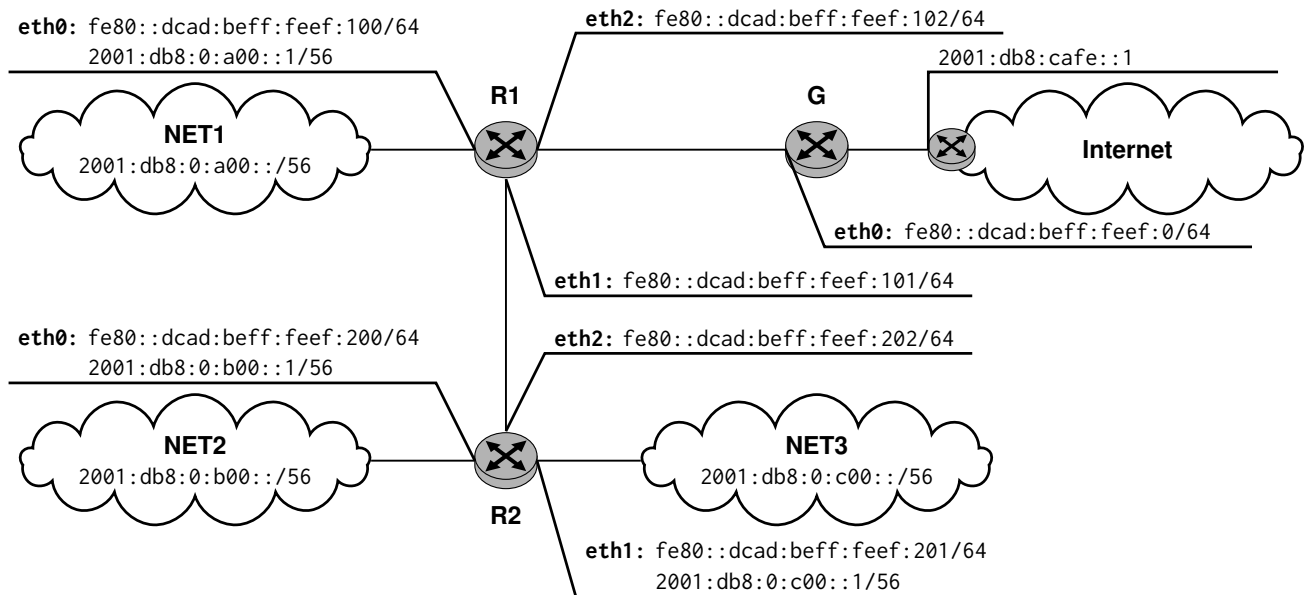 eth0: fe80::dcad:beff:feef:100/64
2001:db8:0:a00::1/56
eth2: fe80::dcad:beff:feef:102/64
2001:db8:cafe::1
R1
G
NET1
2001:db8:0:a00::/56
Internet
eth0: fe80::dcad:beff:feef:0/64
eth1: fe80::dcad:beff:feef:101/64
eth0: fe80::dcad:beff:feef:200/64
2001:db8:0:b00::1/56
eth2: fe80::dcad:beff:feef:202/64
NET2
2001:db8:0:b00::/56
NET3
2001:db8:0:c00::/56
R2
eth1: fe80::dcad:beff:feef:201/64
2001:db8:0:c00::1/56